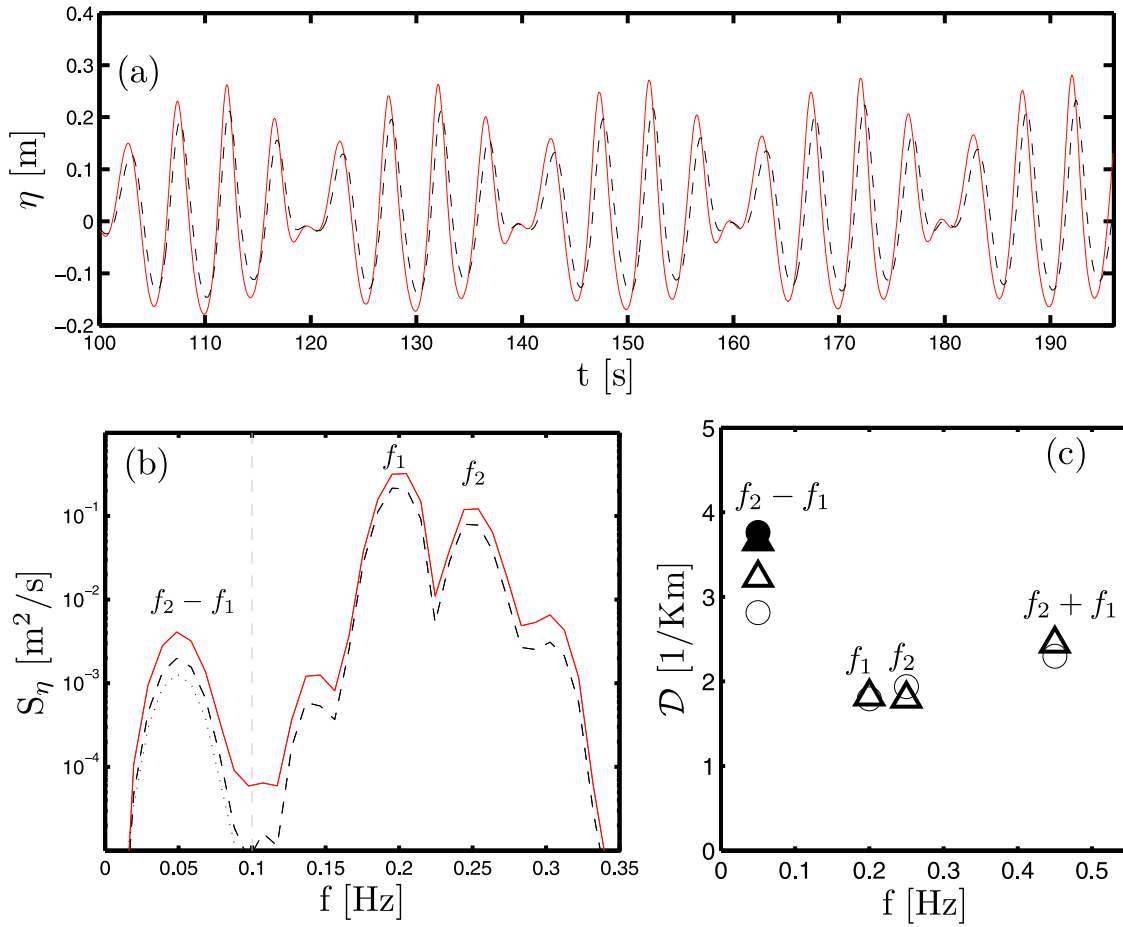 0.4
0.3
0.2
0.1
0
−0.1
−0.2
η [m]
(a)
100 110 120 130 140 150 160 170 180 190
t [s]
(b)
f₁
f₂
f₂ − f₁
10⁻¹
10⁻²
10⁻³
10⁻⁴
S_η [m²/s]
0 0.05 0.1 0.15 0.2 0.25 0.3 0.35
f [Hz]
(c)
f₂ − f₁
f₁ f₂
f₂ + f₁
5
4
3
2
1
0
𝒟 [1/Km]
0 0.1 0.2 0.3 0.4 0.5
f [Hz]